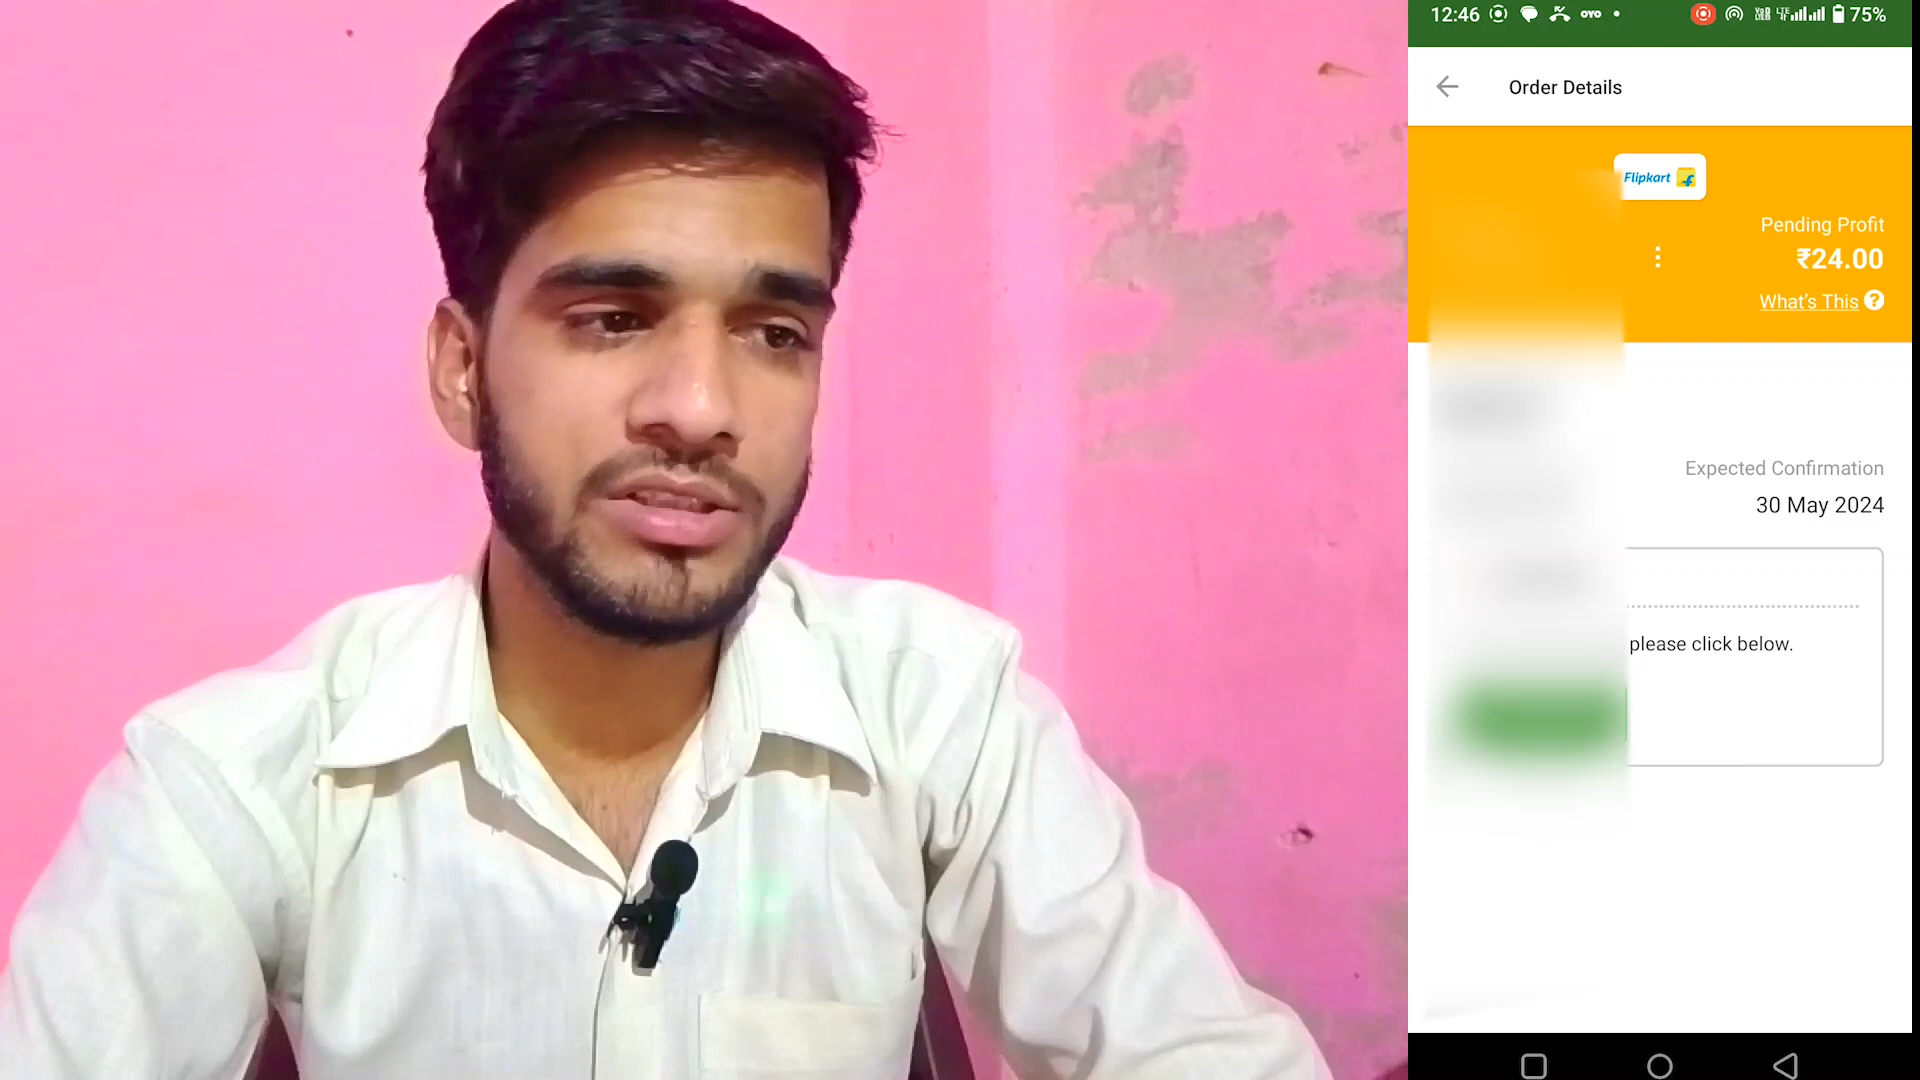 12:46 OYO 75%
Order Details
Flipkart
Pending Profit
₹24.00
What's This
Expected Confirmation
30 May 2024
please click below.